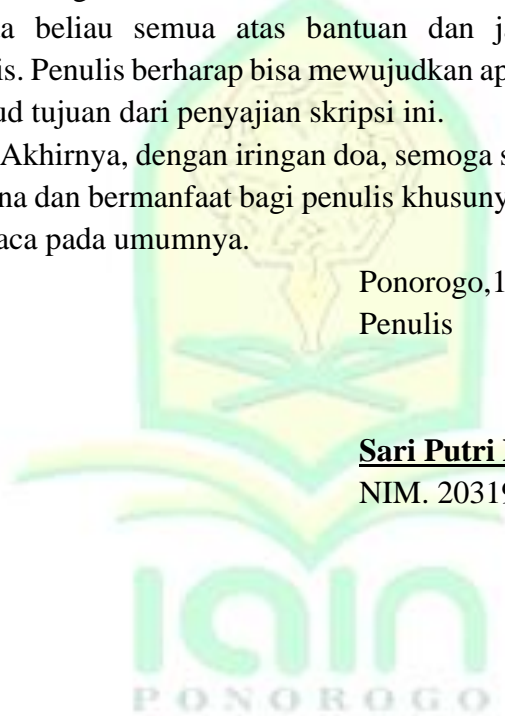 a beliau semua atas bantuan dan ja
is. Penulis berharap bisa mewujudkan ap
ud tujuan dari penyajian skripsi ini.
Akhirnya, dengan iringan doa, semoga s
na dan bermanfaat bagi penulis khusuny
aca pada umumnya.
Ponorogo,1
Penulis
Sari Putri
NIM. 20319
iain
PONOROGO